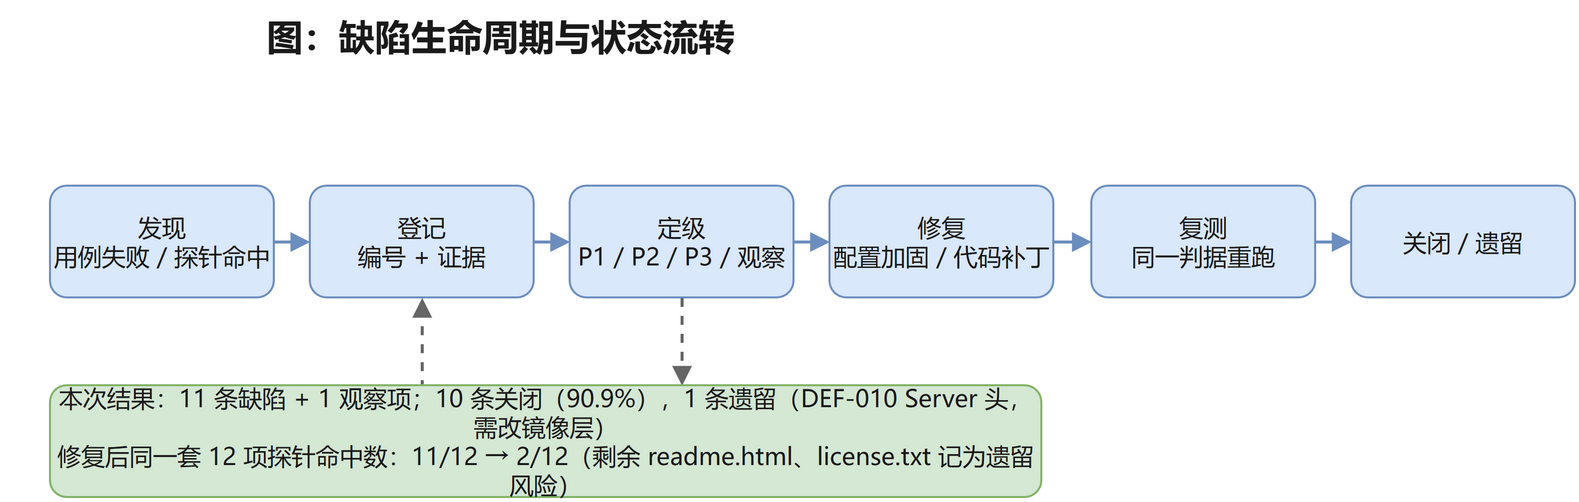 图：缺陷生命周期与状态流转
发现
用例失败 / 探针命中
登记
编号 + 证据
定级
P1 / P2 / P3 / 观察
修复
配置加固 / 代码补丁
复测
同一判据重跑
关闭 / 遗留
本次结果：11 条缺陷 + 1 观察项；10 条关闭（90.9%），1 条遗留（DEF-010 Server 头，
需改镜像层）
修复后同一套 12 项探针命中数：11/12 → 2/12（剩余 readme.html、license.txt 记为遗留
风险）